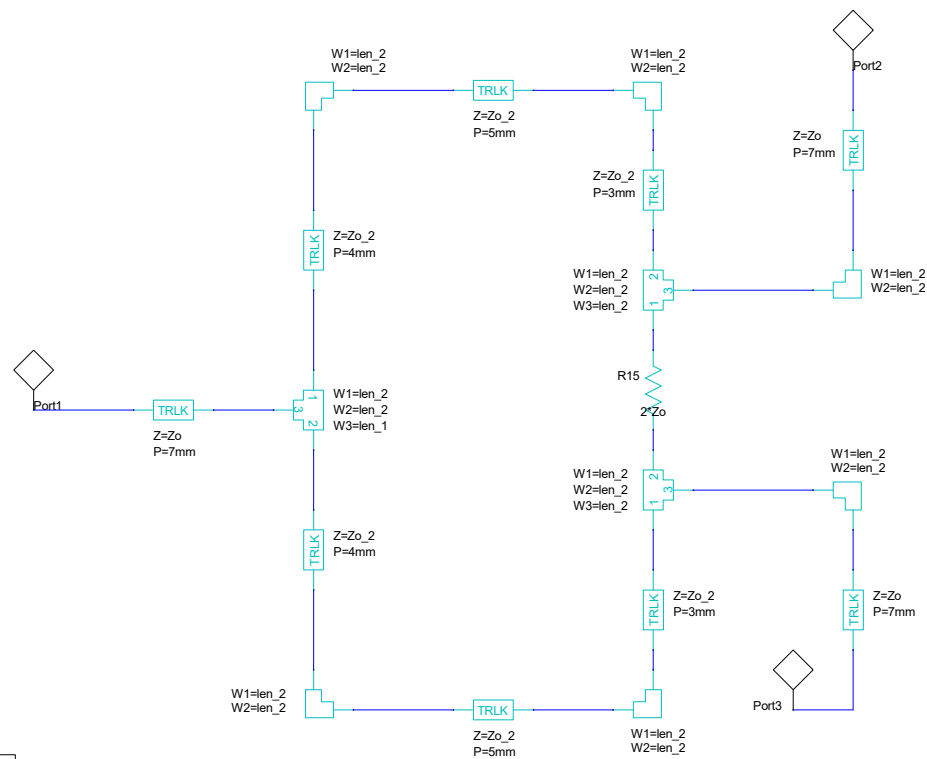 W1=len_2
W2=len_2
W1=len_2
W2=len_2
Port2
TRLK
Z=Zo_2
P=5mm
Z=Zo
P=7mm
TRLK
Z=Zo_2
P=3mm
TRLK
Z=Zo_2
P=4mm
TRLK
W1=len_2
W2=len_2
W3=len_2
2
3
1
W1=len_2
W2=len_2
Port1
TRLK
Z=Zo
P=7mm
1
3
2
W1=len_2
W2=len_2
W3=len_1
R15
2*Zo
W1=len_2
W2=len_2
W3=len_2
2
3
1
W1=len_2
W2=len_2
Z=Zo_2
P=4mm
TRLK
Z=Zo_2
P=3mm
TRLK
Z=Zo
P=7mm
TRLK
W1=len_2
W2=len_2
TRLK
Z=Zo_2
P=5mm
W1=len_2
W2=len_2
Port3